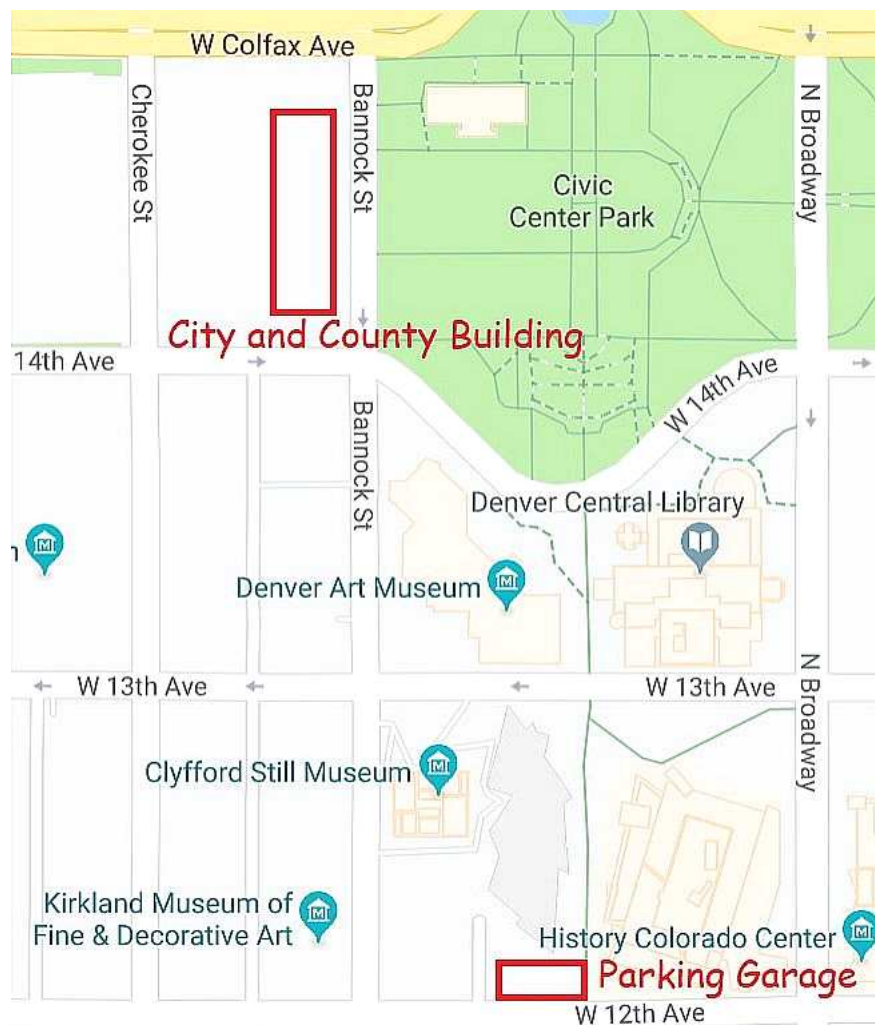 W Colfax Ave
Cherokee St
Bannock St
N Broadway
Civic
Center Park
City and County Building
14th Ave
W 14th Ave
Bannock St
Denver Central Library
n
Denver Art Museum
W 13th Ave
W 13th Ave
N Broadway
Clyfford Still Museum
Kirkland Museum of
Fine & Decorative Art
History Colorado Center
Parking Garage
W 12th Ave